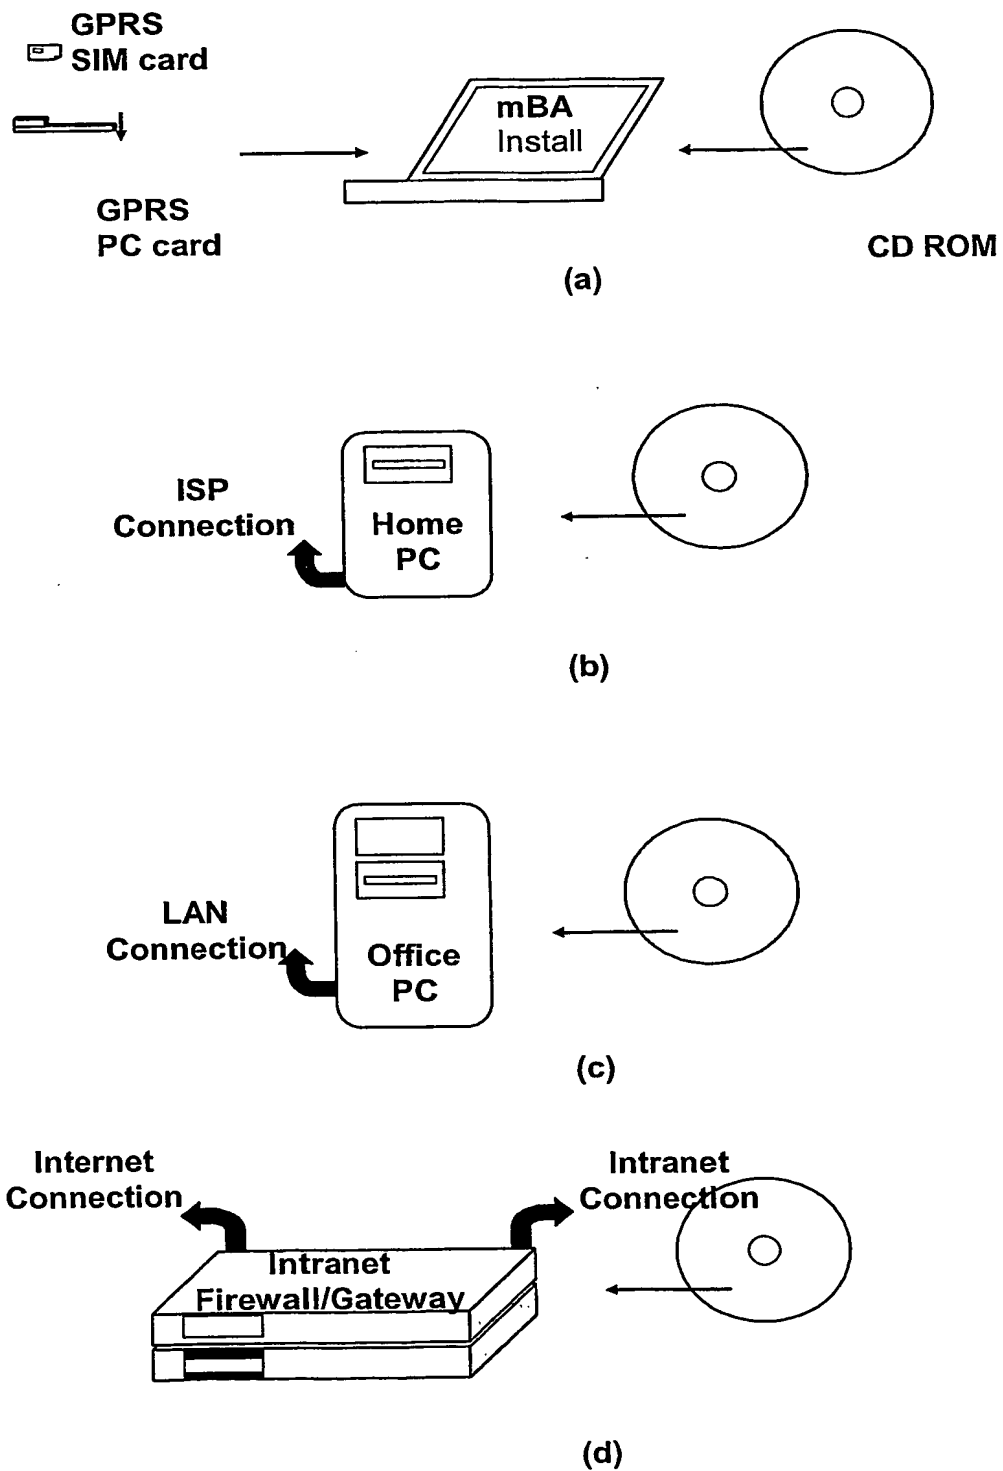 GPRS
SIM card
mBA
Install
GPRS
PC card
CD ROM
(a)
ISP
Connection
Home
PC
(b)
LAN
Connection
Office
PC
(c)
Internet
Connection
Intranet
Connection
Intranet
Firewall/Gateway
(d)